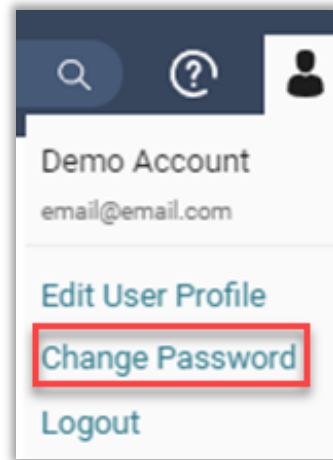 Demo Account
email@email.com
Edit User Profile
Change Password
Logout